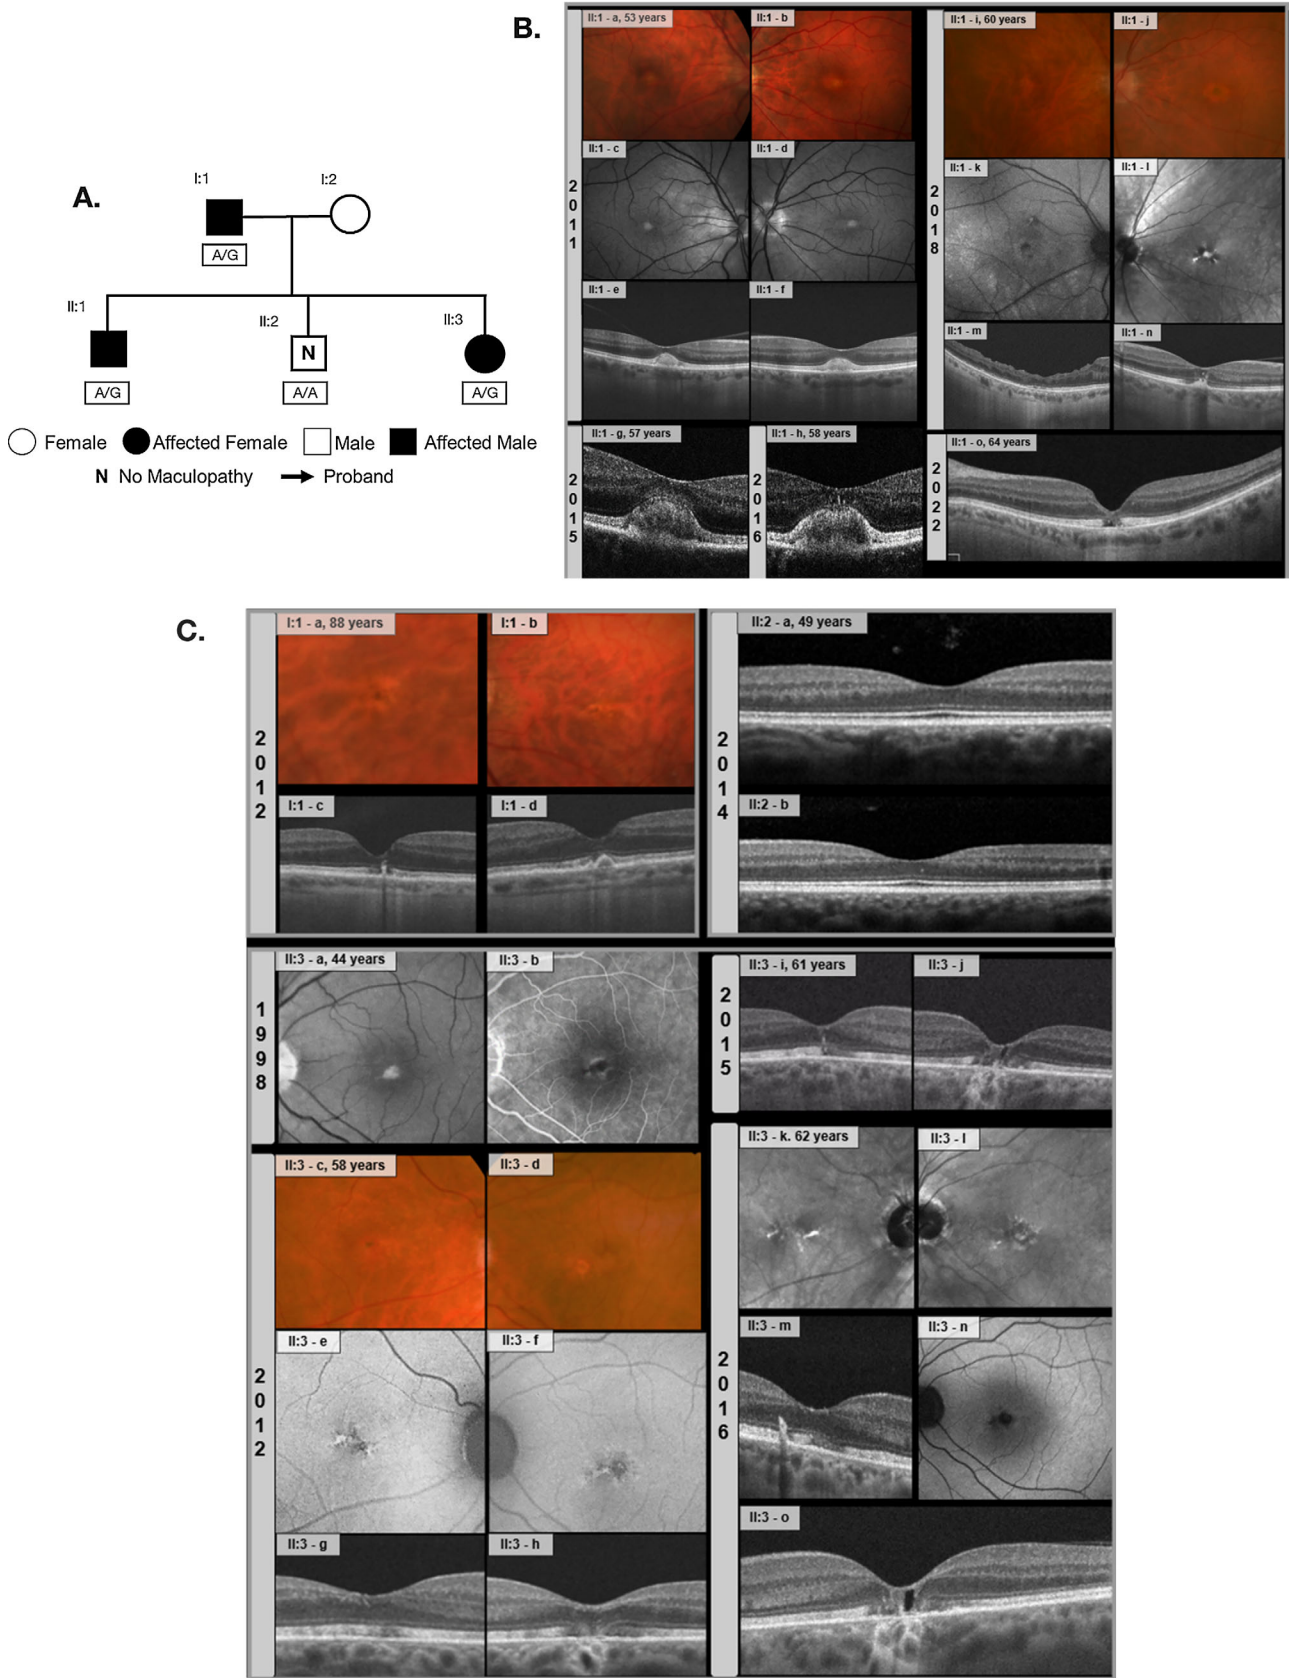 A.
I:1
I:2
A/G
II:1
II:2
II:3
N
A/G
A/A
A/G
Female
Affected Female
Male
Affected Male
N No Maculopathy
Proband
B.
II:1 - a, 53 years
II:1 - b
II:1 - c
II:1 - d
2011
II:1 - e
II:1 - f
II:1 - g, 57 years
2015
II:1 - h, 58 years
2016
II:1 - i, 60 years
II:1 - j
II:1 - k
II:1 - l
2018
II:1 - m
II:1 - n
II:1 - o, 64 years
2022
C.
I:1 - a, 88 years
I:1 - b
2012
I:1 - c
I:1 - d
II:2 - a, 49 years
2014
II:2 - b
II:3 - a, 44 years
II:3 - b
1998
II:3 - c, 58 years
II:3 - d
II:3 - e
II:3 - f
2012
II:3 - g
II:3 - h
II:3 - i, 61 years
II:3 - j
2015
II:3 - k. 62 years
II:3 - l
II:3 - m
II:3 - n
2016
II:3 - o